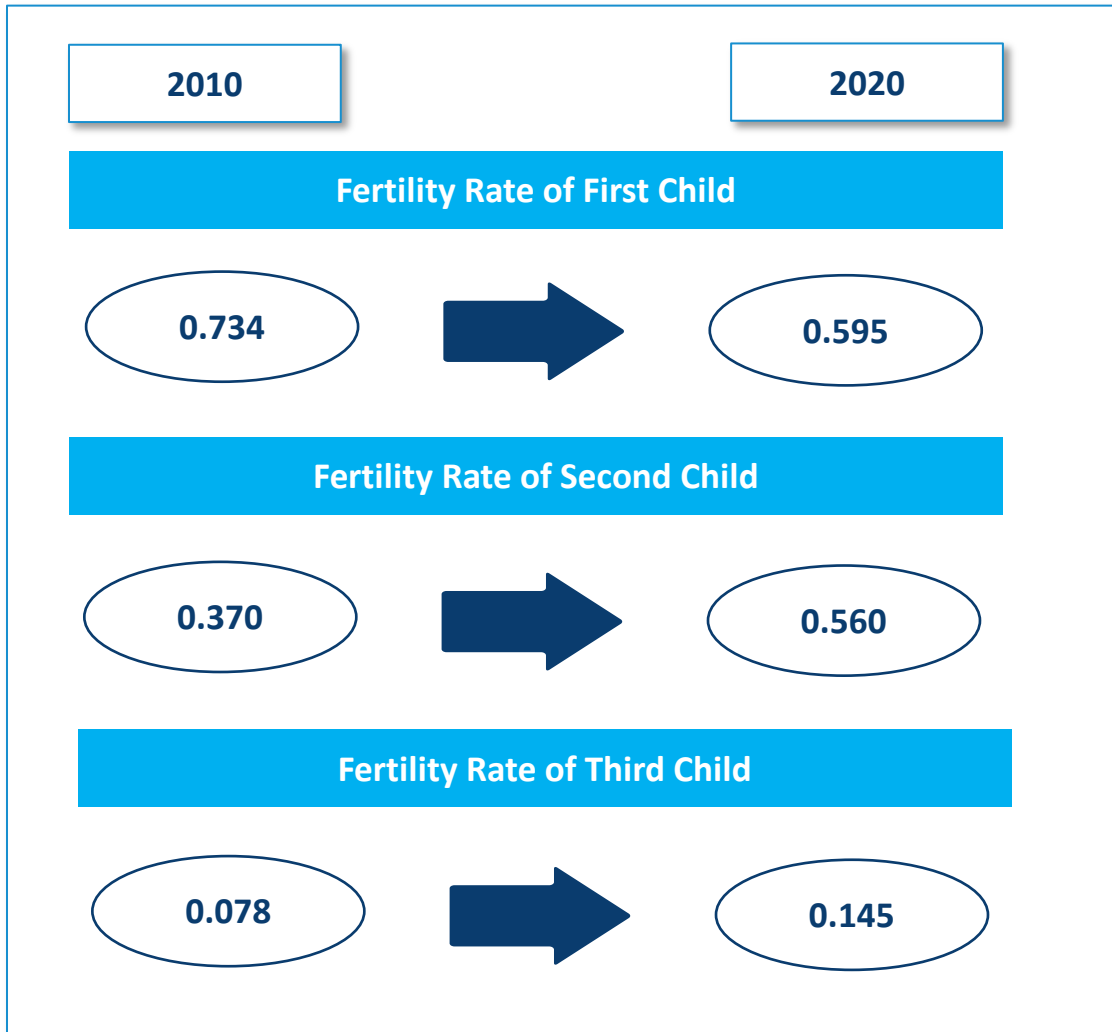 2010
2020
Fertility Rate of First Child
0.734
0.595
Fertility Rate of Second Child
0.370
0.560
Fertility Rate of Third Child
0.078
0.145